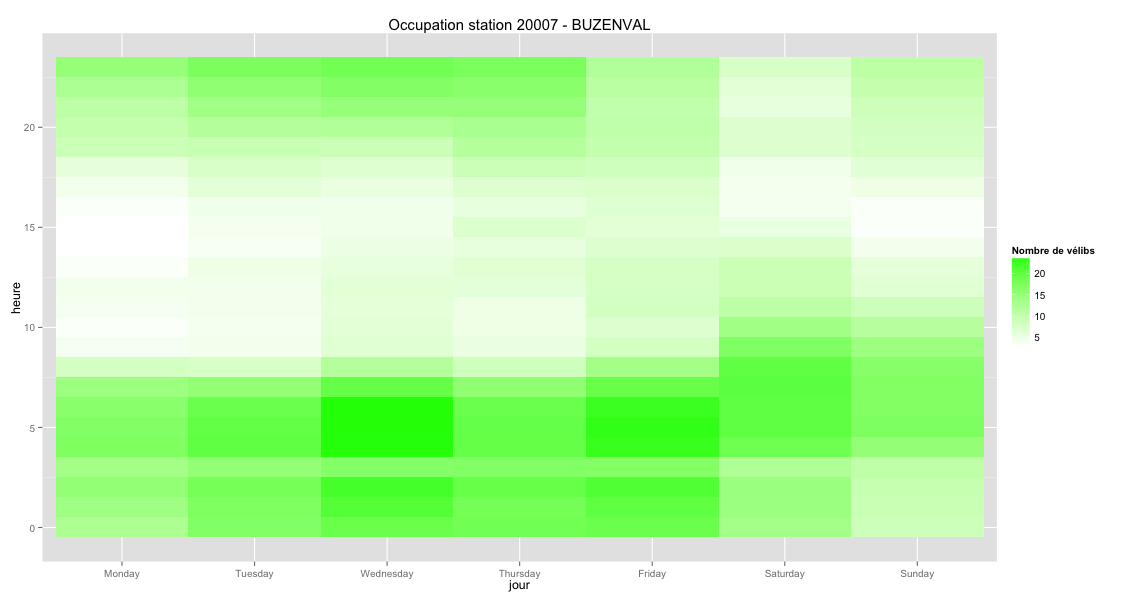 Occupation station 20007 - BUZENVAL
heure
20
15
10
5
0
Monday Tuesday Wednesday Thursday Friday Saturday Sunday
jour
Nombre de vélibs
20
15
10
5